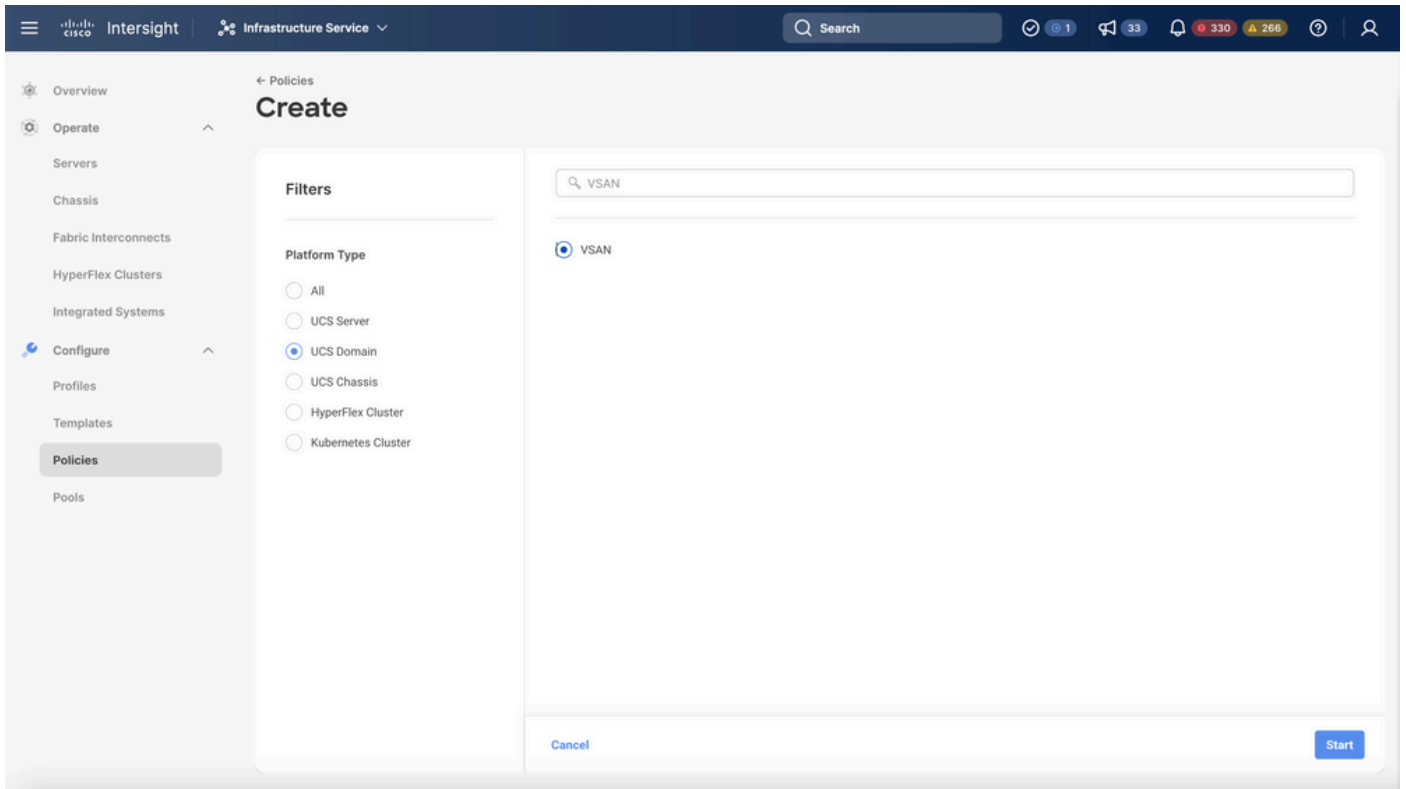 cisco Intersight Infrastructure Service Search 1 33 330 266
Overview
Operate
Servers
Chassis
Fabric Interconnects
HyperFlex Clusters
Integrated Systems
Configure
Profiles
Templates
Policies
Pools
← Policies
Create
Filters
Platform Type
All
UCS Server
UCS Domain
UCS Chassis
HyperFlex Cluster
Kubernetes Cluster
VSAN
VSAN
Cancel
Start